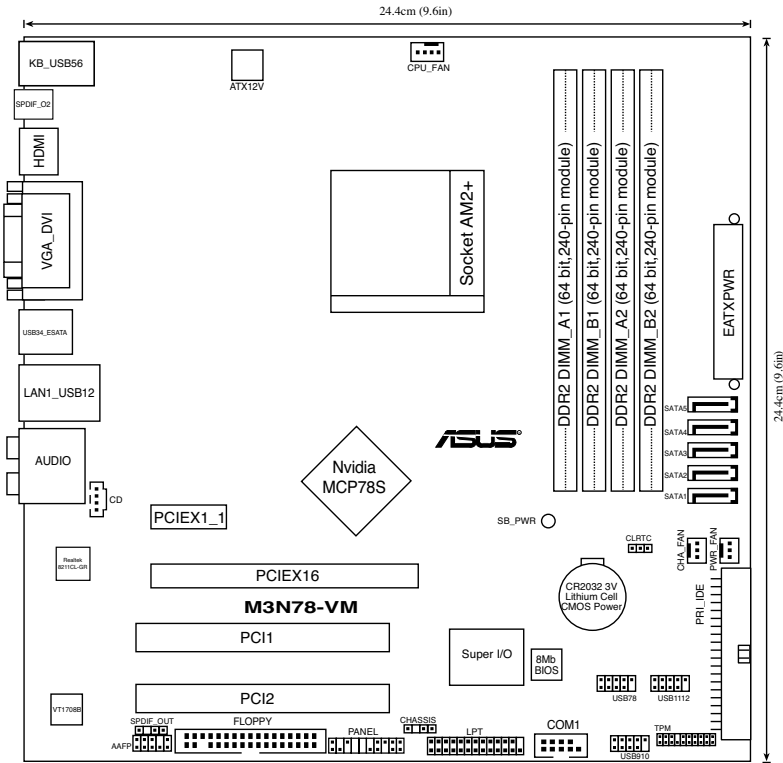 24.4cm (9.6in)
KB_USB56
ATX12V
CPU_FAN
SPDIF_O2
HDMI
VGA_DVI
Socket AM2+
DDR2 DIMM_A1 (64 bit,240-pin module)
DDR2 DIMM_B1 (64 bit,240-pin module)
DDR2 DIMM_A2 (64 bit,240-pin module)
DDR2 DIMM_B2 (64 bit,240-pin module)
EATXPWR
24.4cm (9.6in)
USB34_ESATA
LAN1_USB12
SATA5
SATA4
SATA3
SATA2
SATA1
ASUS
AUDIO
CD
Nvidia
MCP78S
PCIEX1_1
SB_PWR
CLRTC
CHA_FAN
PWR_FAN
Realtek
8211CL-GR
PCIEX16
CR2032 3V
Lithium Cell
CMOS Power
PRI_IDE
M3N78-VM
PCI1
Super I/O
8Mb
BIOS
USB78
USB1112
VT1708B
PCI2
SPDIF_OUT
FLOPPY
AAFP
PANEL
CHASSIS
LPT
COM1
USB910
TPM